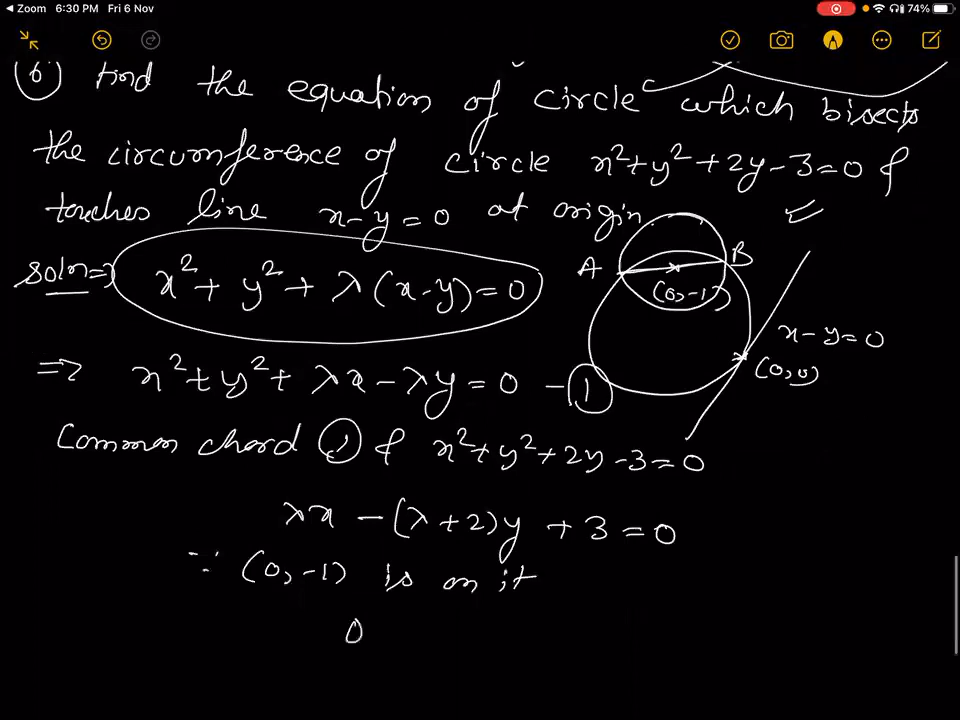 Zoom 6:30 PM Fri 6 Nov 74%
(6) Find the equation of circle which bisects
the circumference of circle x²+y²+2y-3=0 &
touches line x-y=0 at origin
soln⇒ x²+y²+λ(x-y)=0
A B
(0,-1)
x-y=0
(0,0)
⇒ x²+y²+λx-λy=0 -①
Common chord ① & x²+y²+2y-3=0
λx-(λ+2)y+3=0
∵ (0,-1) is on it
0